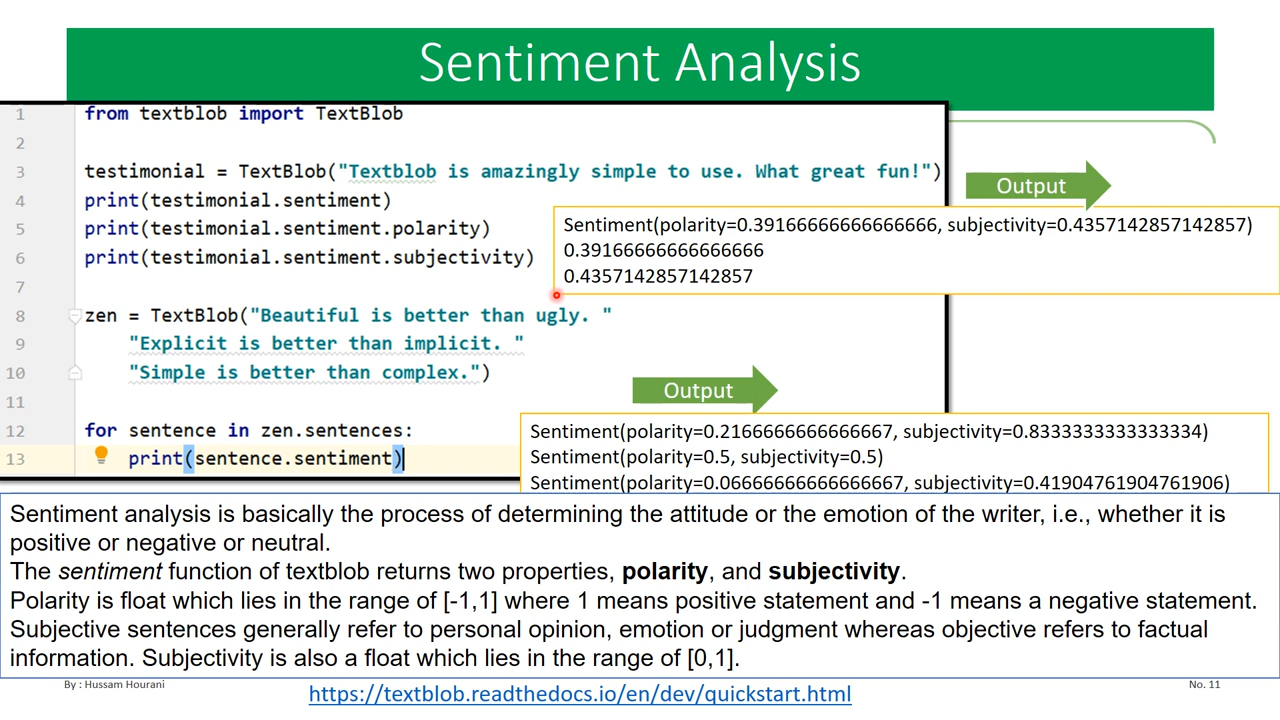 Sentiment Analysis
1 from textblob import TextBlob
2
3 testimonial = TextBlob("Textblob is amazingly simple to use. What great fun!")
4 print(testimonial.sentiment)
5 print(testimonial.sentiment.polarity)
6 print(testimonial.sentiment.subjectivity)
7
8 zen = TextBlob("Beautiful is better than ugly. "
9 "Explicit is better than implicit. "
10 "Simple is better than complex.")
11
12 for sentence in zen.sentences:
13 print(sentence.sentiment)
Output
Sentiment(polarity=0.39166666666666666, subjectivity=0.4357142857142857)
0.39166666666666666
0.4357142857142857
Output
Sentiment(polarity=0.2166666666666667, subjectivity=0.8333333333333334)
Sentiment(polarity=0.5, subjectivity=0.5)
Sentiment(polarity=0.06666666666666667, subjectivity=0.41904761904761906)
Sentiment analysis is basically the process of determining the attitude or the emotion of the writer, i.e., whether it is
positive or negative or neutral.
The sentiment function of textblob returns two properties, polarity, and subjectivity.
Polarity is float which lies in the range of [-1,1] where 1 means positive statement and -1 means a negative statement.
Subjective sentences generally refer to personal opinion, emotion or judgment whereas objective refers to factual
information. Subjectivity is also a float which lies in the range of [0,1].
By : Hussam Hourani
https://textblob.readthedocs.io/en/dev/quickstart.html
No. 11